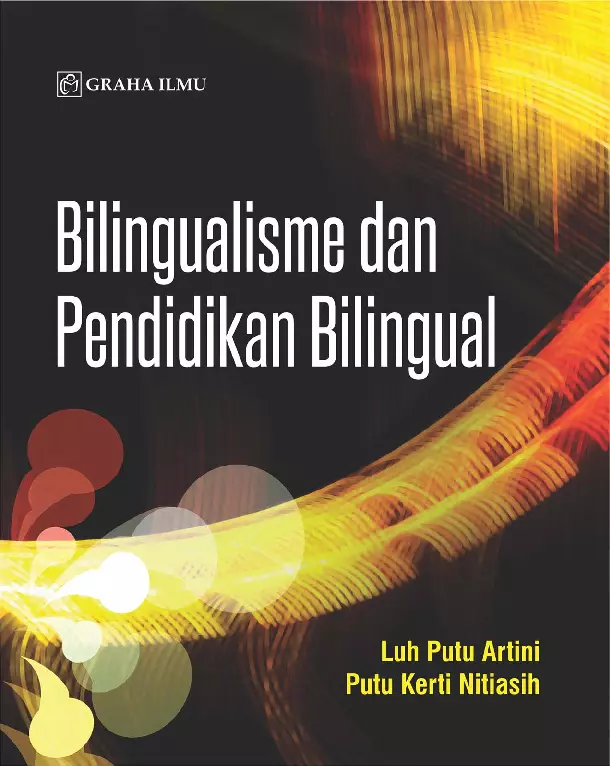 GRAHA ILMU
Bilingualisme dan
Pendidikan Bilingual
Luh Putu Artini
Putu Kerti Nitiasih